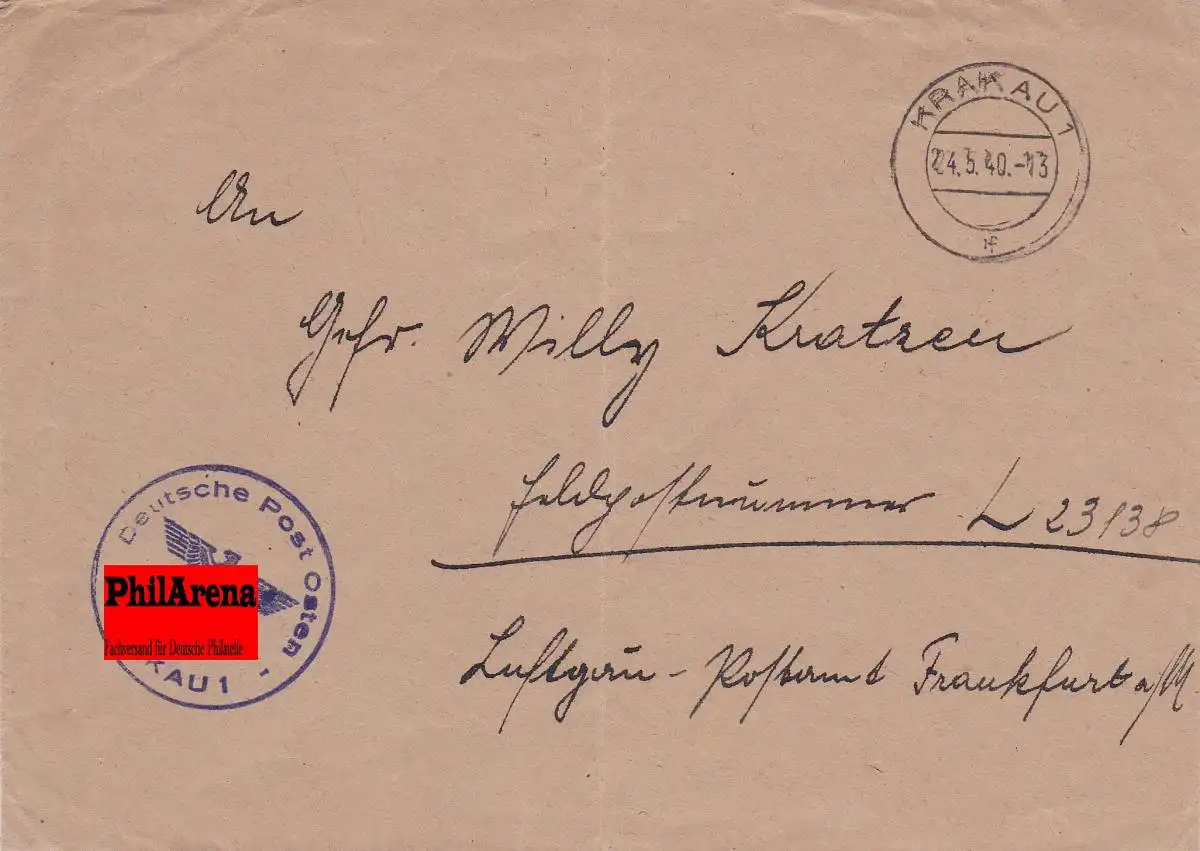 KRAKAU 1
24.5.40.-13
if
An
Gefr. Willy Kratzen
Feldpostnummer L 23138
Luftgau-Postamt Frankfurt a/M
Deutsche Post Osten
KAU 1 -
PhilArena
Fachversand für Deutsche Philatelie